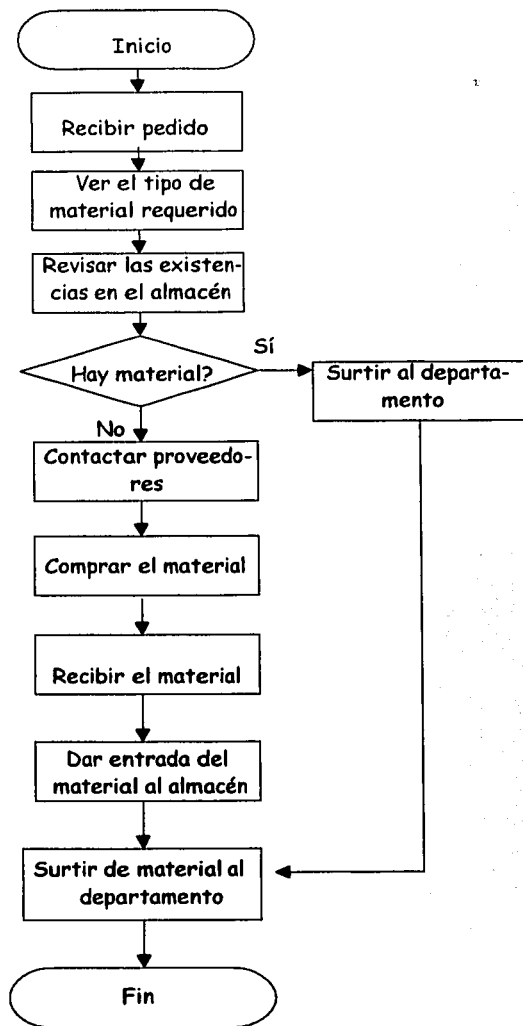 Inicio
Recibir pedido
Ver el tipo de
material requerido
Revisar las existen-
cias en el almacén
Hay material?
Sí
Surtir al departa-
mento
No
Contactar proveedo-
res
Comprar el material
Recibir el material
Dar entrada del
material al almacén
Surtir de material al
departamento
Fin